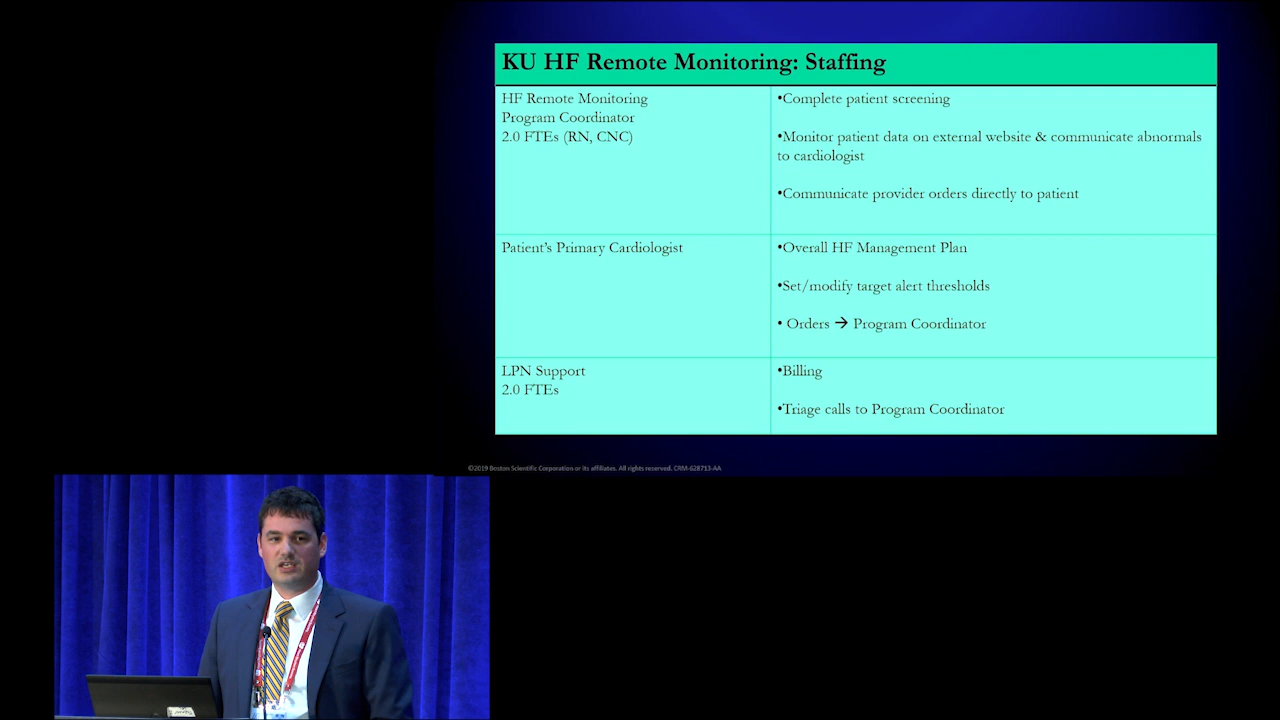 KU HF Remote Monitoring: Staffing
HF Remote Monitoring
Program Coordinator
2.0 FTEs (RN, CNC)
•Complete patient screening
•Monitor patient data on external website & communicate abnormals
to cardiologist
•Communicate provider orders directly to patient
Patient’s Primary Cardiologist
•Overall HF Management Plan
•Set/modify target alert thresholds
• Orders → Program Coordinator
LPN Support
2.0 FTEs
•Billing
•Triage calls to Program Coordinator
©2019 Boston Scientific Corporation or its affiliates. All rights reserved. CRM-628713-AA